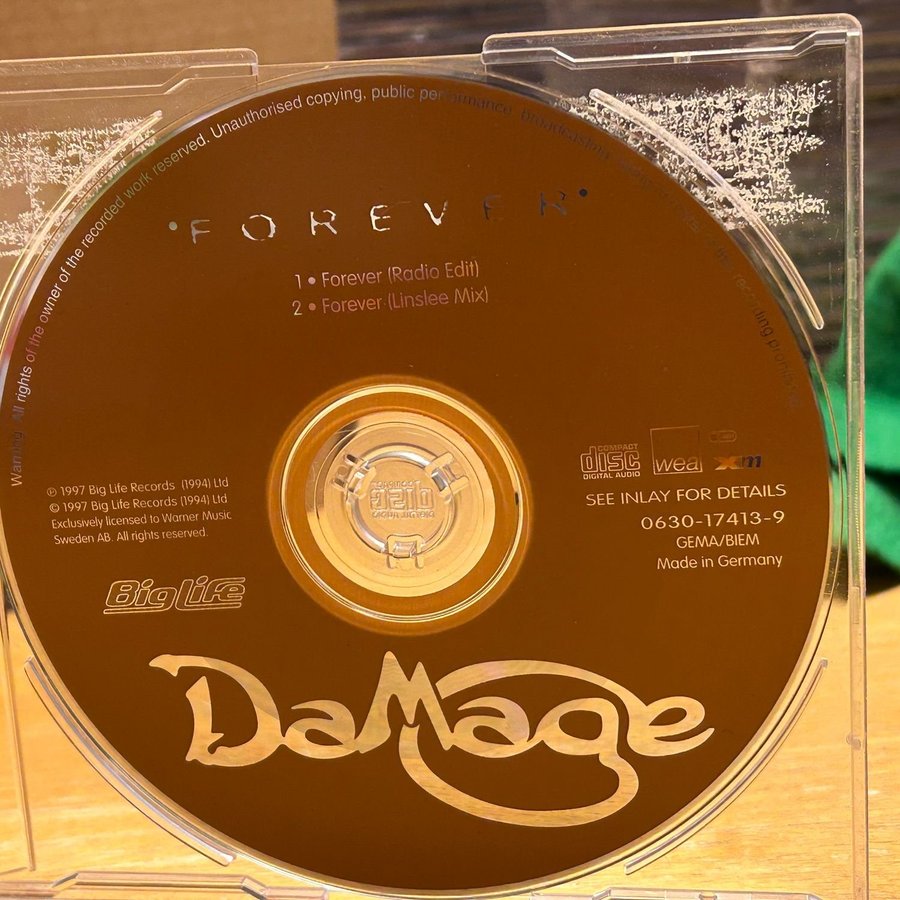 Warning: All rights of the owner of the recorded work reserved. Unauthorised copying, public performance, broadcasting,
•FOREVER•
1 • Forever (Radio Edit)
2 • Forever (Linslee Mix)
℗ 1997 Big Life Records (1994) Ltd
© 1997 Big Life Records (1994) Ltd
Exclusively licensed to Warner Music
Sweden AB. All rights reserved.
Big Life
COMPACT
disc
DIGITAL AUDIO
wea
xm
SEE INLAY FOR DETAILS
0630-17413-9
GEMA/BIEM
Made in Germany
DaMage